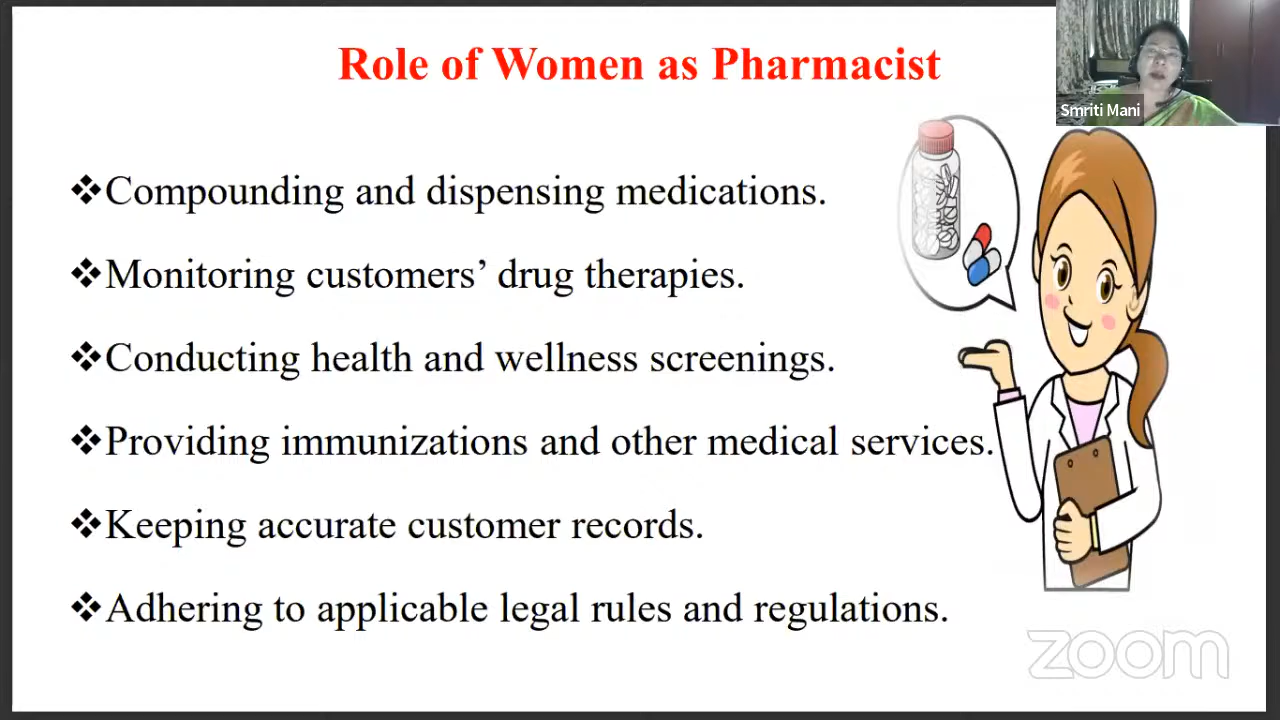 Role of Women as Pharmacist
Smriti Mani
❖Compounding and dispensing medications.
❖Monitoring customers’ drug therapies.
❖Conducting health and wellness screenings.
❖Providing immunizations and other medical services.
❖Keeping accurate customer records.
❖Adhering to applicable legal rules and regulations.
zoom